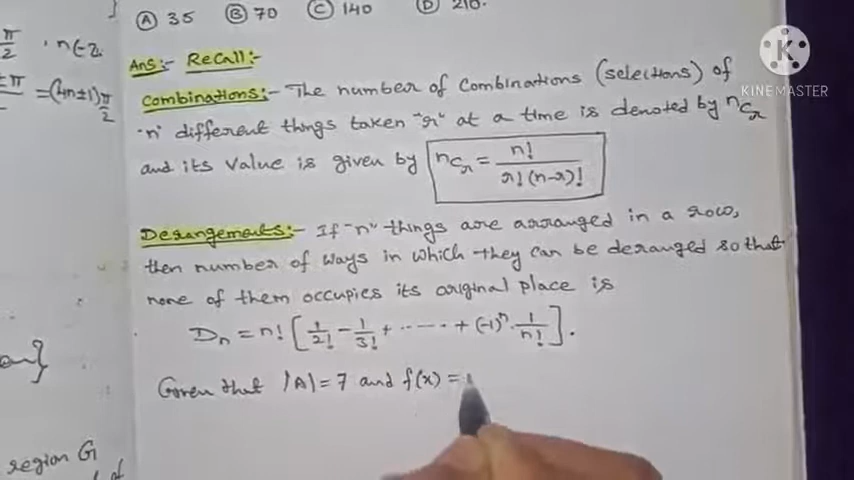 (A) 35 (B) 70 (C) 140 (D) 210.
π/2 . n∈Z
±π = (4n±1)π/2
Ans:- Recall:-
K
KINEMASTER
Combinations:- The number of combinations (selections) of
"n" different things taken "r" at a time is denoted by nCr
and its value is given by nCr = n!/r!(n-r)!
Derangements:- If "n" things are arranged in a row,
then number of ways in which they can be deranged so that
none of them occupies its original place is
Dn = n! [1/2! - 1/3! + ...... + (-1)^n . 1/n!].
Given that |A| = 7 and f(x) =
region G
of